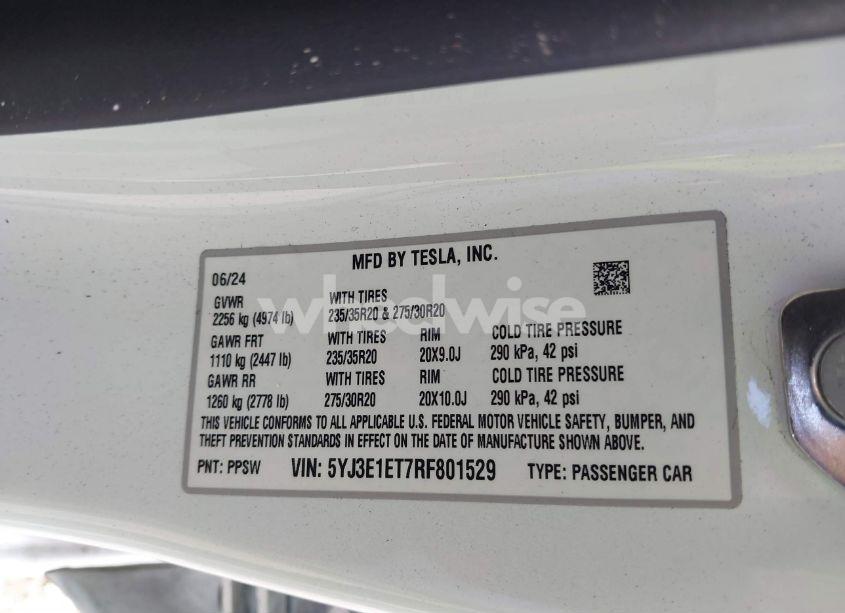 MFD BY TESLA, INC.
06/24
GVWR WITH TIRES
2256 kg (4974 lb) 235/35R20 & 275/30R20
GAWR FRT WITH TIRES RIM COLD TIRE PRESSURE
1110 kg (2447 lb) 235/35R20 20X9.0J 290 kPa, 42 psi
GAWR RR WITH TIRES RIM COLD TIRE PRESSURE
1260 kg (2778 lb) 275/30R20 20X10.0J 290 kPa, 42 psi
THIS VEHICLE CONFORMS TO ALL APPLICABLE U.S. FEDERAL MOTOR VEHICLE SAFETY, BUMPER, AND
THEFT PREVENTION STANDARDS IN EFFECT ON THE DATE OF MANUFACTURE SHOWN ABOVE.
PNT: PPSW VIN: 5YJ3E1ET7RF801529 TYPE: PASSENGER CAR
wheelwise